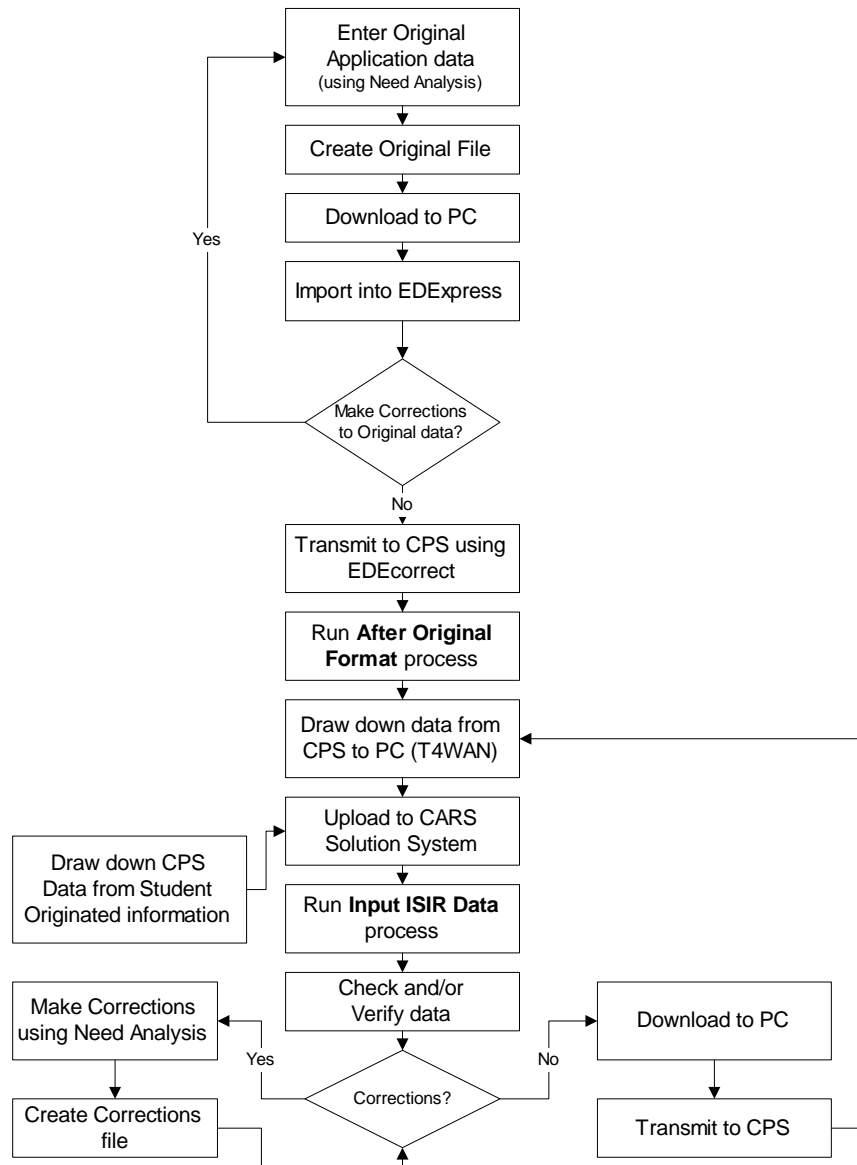 Enter Original
Application data
(using Need Analysis)
Create Original File
Download to PC
Yes
Import into EDExpress
Make Corrections
to Original data?
No
Transmit to CPS using
EDEcorrect
Run After Original
Format process
Draw down data from
CPS to PC (T4WAN)
Upload to CARS
Solution System
Draw down CPS
Data from Student
Originated information
Run Input ISIR Data
process
Check and/or
Verify data
Make Corrections
using Need Analysis
Download to PC
Yes
No
Corrections?
Create Corrections
file
Transmit to CPS